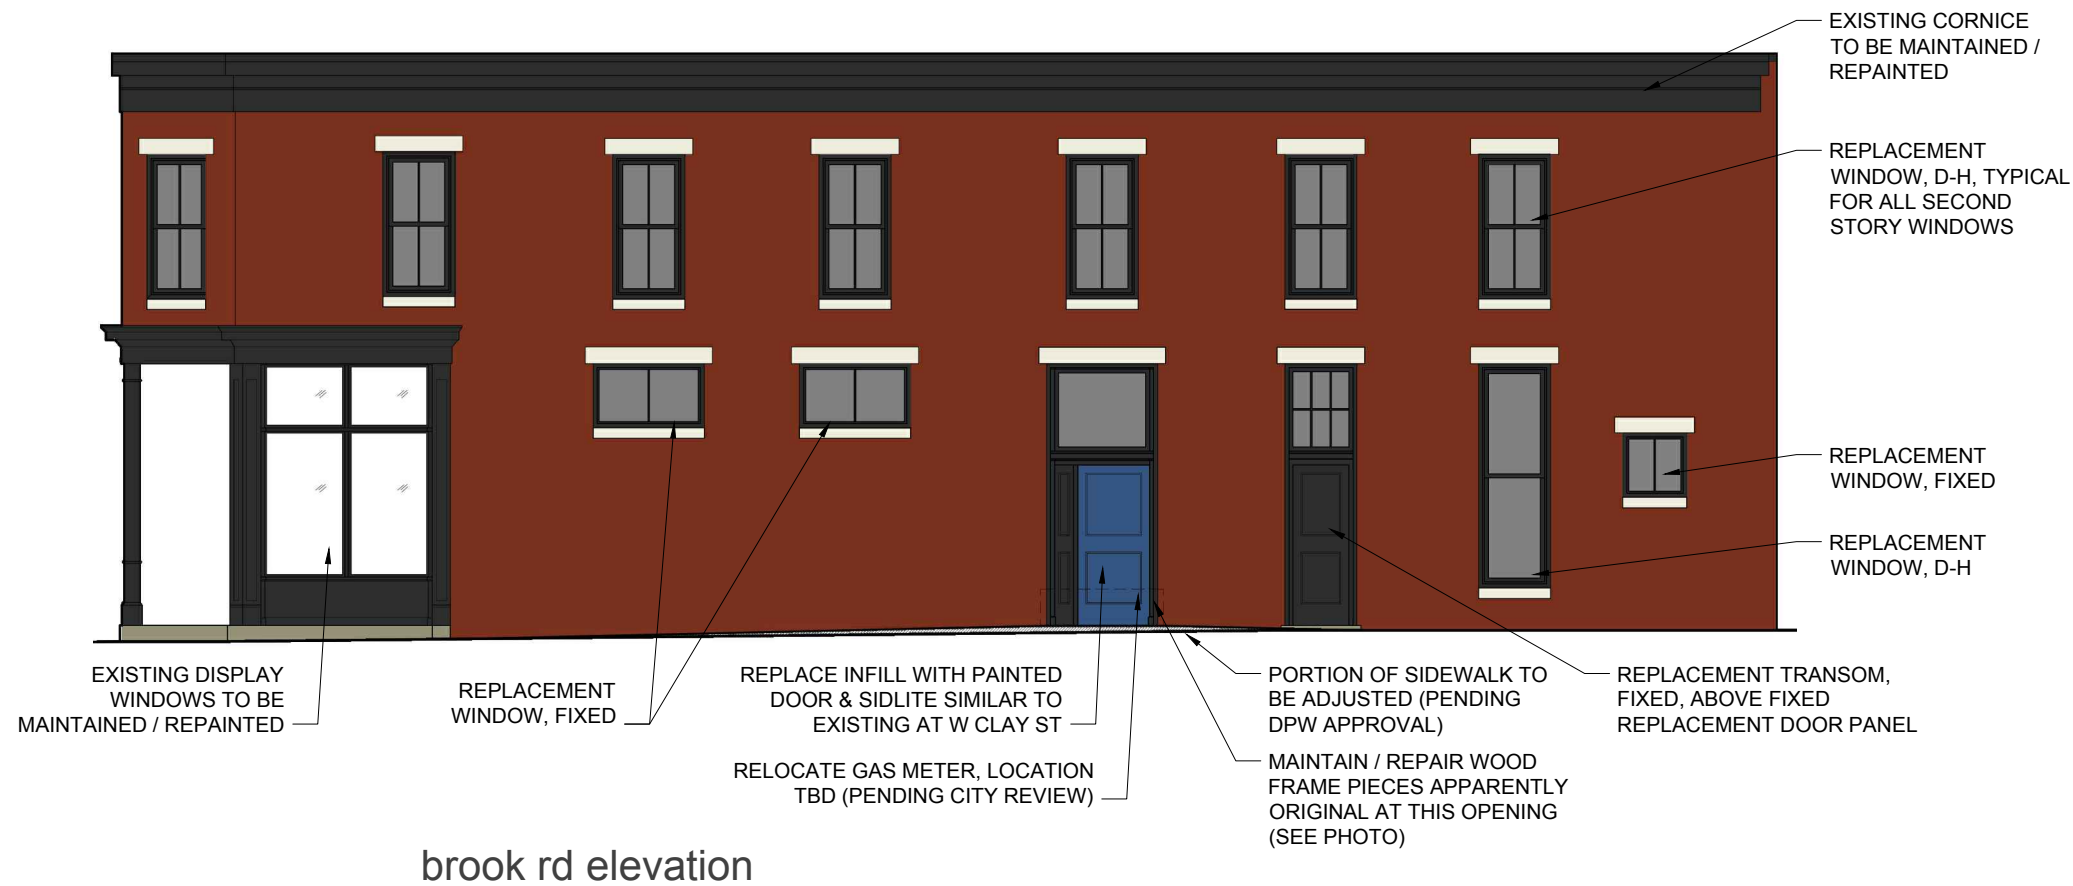 EXISTING CORNICE
TO BE MAINTAINED /
REPAINTED
REPLACEMENT
WINDOW, D-H, TYPICAL
FOR ALL SECOND
STORY WINDOWS
REPLACEMENT
WINDOW, FIXED
REPLACEMENT
WINDOW, D-H
EXISTING DISPLAY
WINDOWS TO BE
MAINTAINED / REPAINTED
REPLACEMENT
WINDOW, FIXED
REPLACE INFILL WITH PAINTED
DOOR & SIDLITE SIMILAR TO
EXISTING AT W CLAY ST
RELOCATE GAS METER, LOCATION
TBD (PENDING CITY REVIEW)
PORTION OF SIDEWALK TO
BE ADJUSTED (PENDING
DPW APPROVAL)
MAINTAIN / REPAIR WOOD
FRAME PIECES APPARENTLY
ORIGINAL AT THIS OPENING
(SEE PHOTO)
REPLACEMENT TRANSOM,
FIXED, ABOVE FIXED
REPLACEMENT DOOR PANEL
brook rd elevation